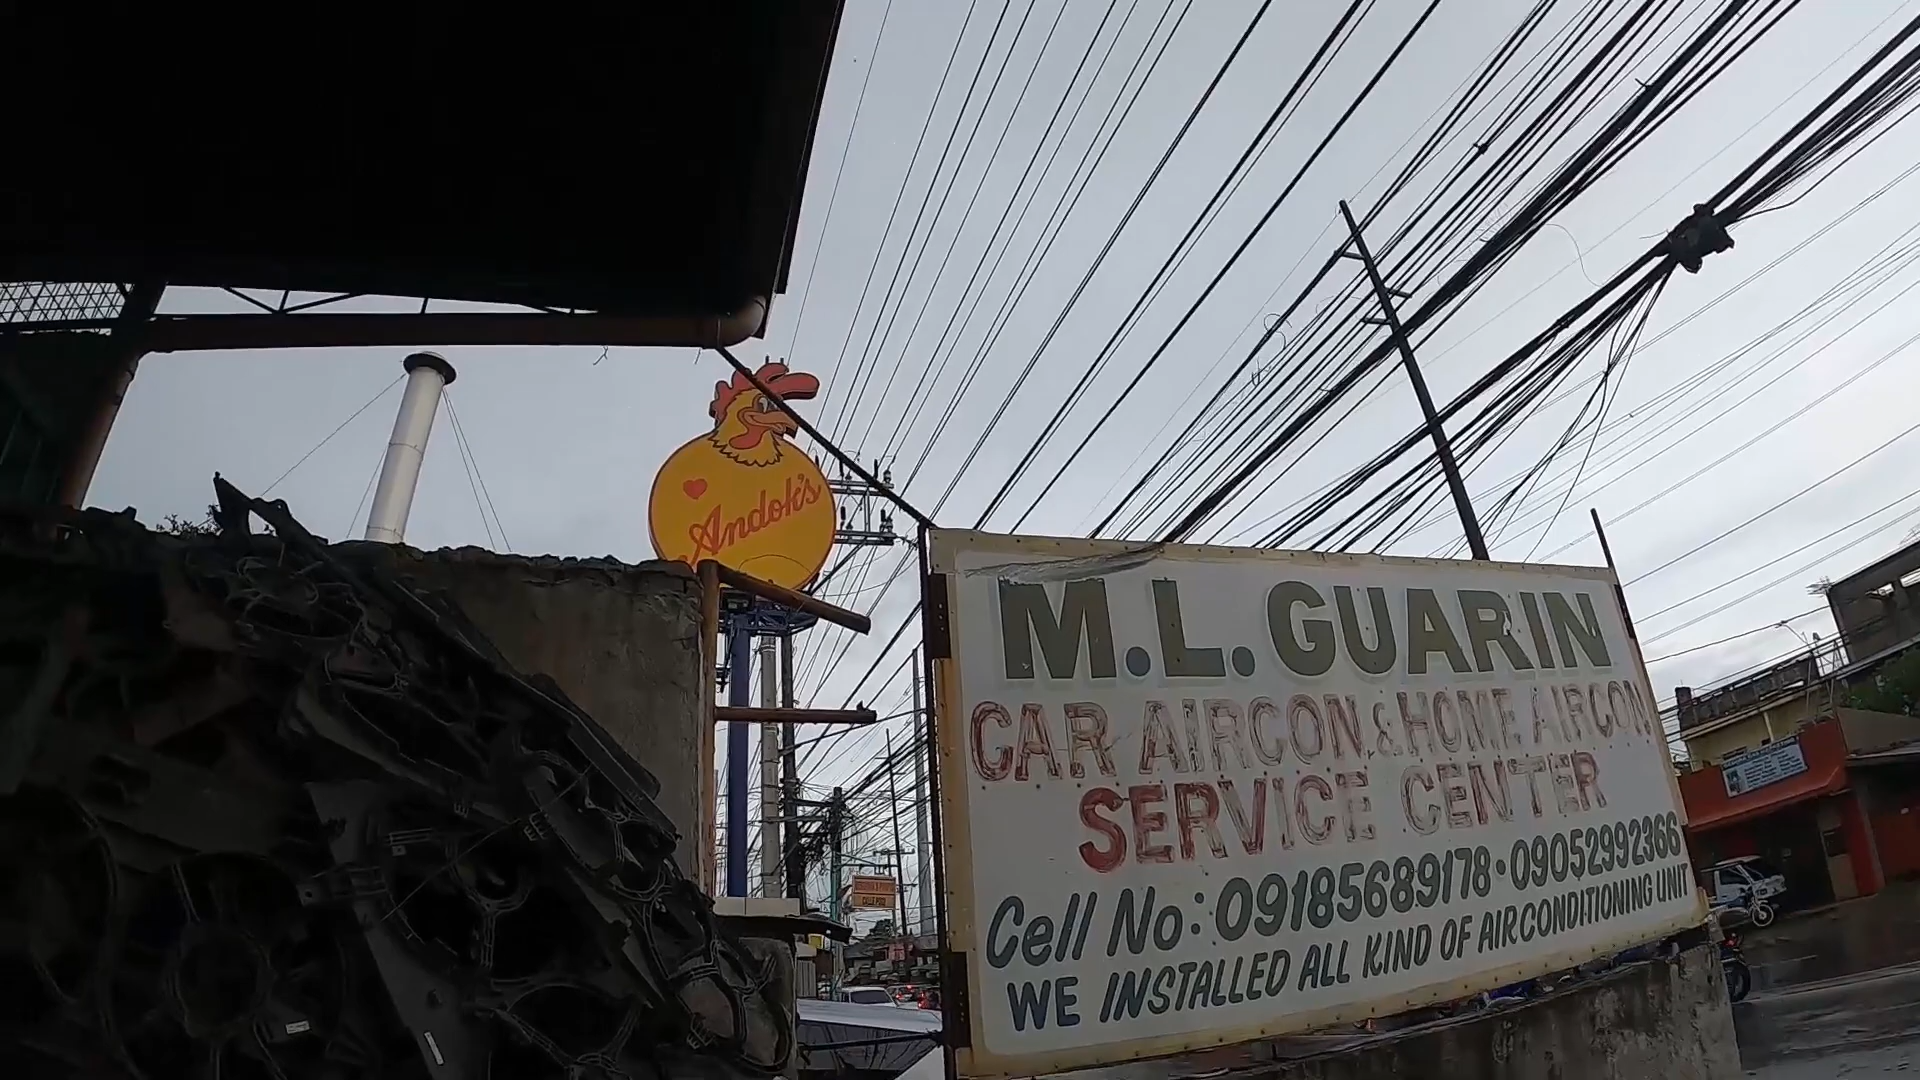 Andok's
M.L. GUARIN
CAR AIRCON & HOME AIRCON
SERVICE CENTER
Cell No: 09185689178 • 09052992366
WE INSTALLED ALL KIND OF AIRCONDITIONING UNIT